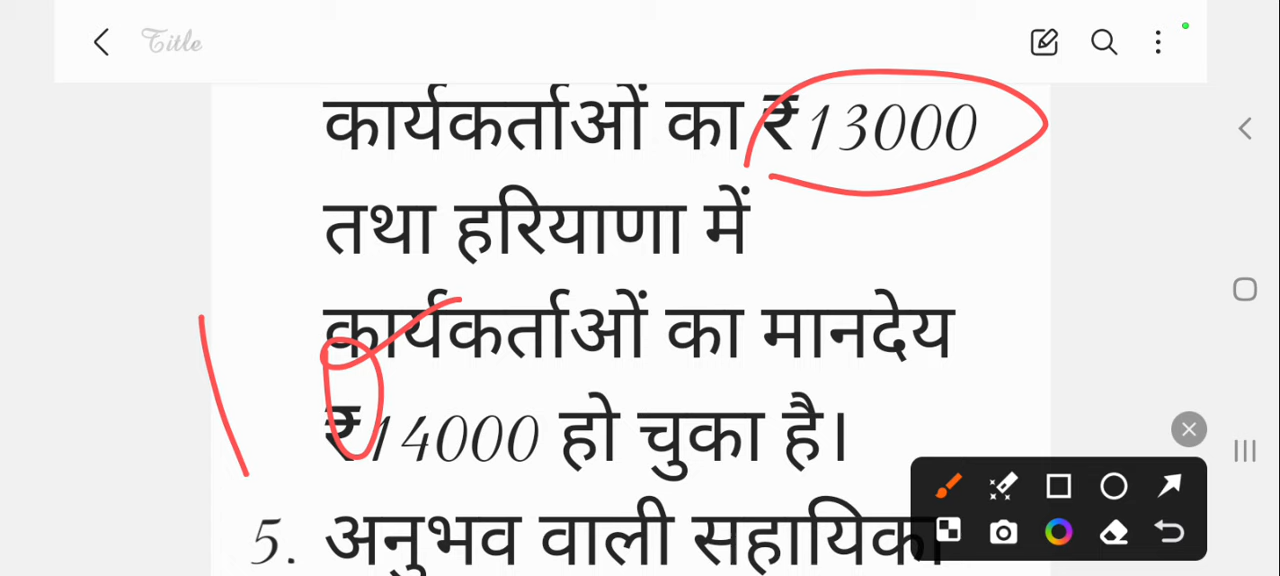 Title
कार्यकर्ताओं का ₹13000
तथा हरियाणा में
कार्यकर्ताओं का मानदेय
₹14000 हो चुका है।
5. अनुभव वाली सहायिका